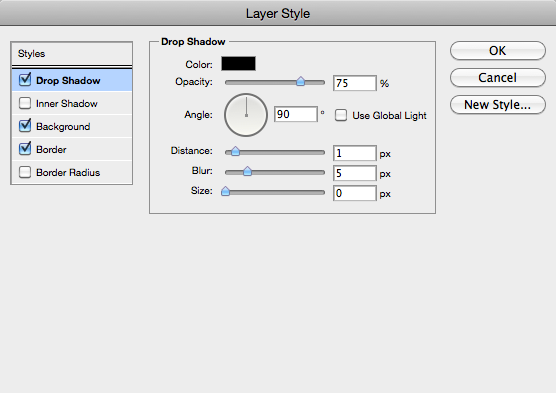 Layer Style
Styles
Drop Shadow
Inner Shadow
Background
Border
Border Radius
Drop Shadow
Color:
Opacity: 75 %
Angle: 90 ° Use Global Light
Distance: 1 px
Blur: 5 px
Size: 0 px
OK
Cancel
New Style...